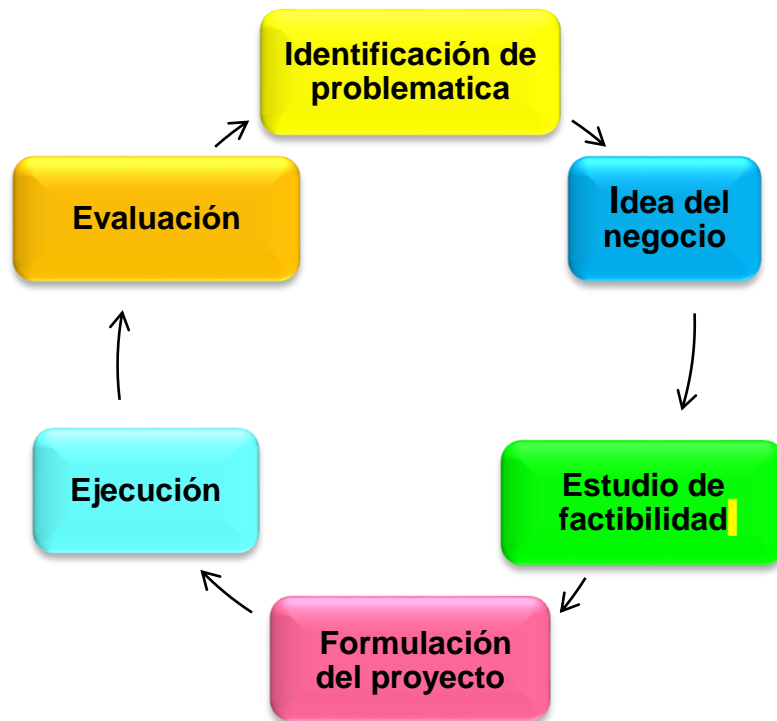 Identificación de
problematica
Idea del
negocio
Estudio de
factibilidad
Formulación
del proyecto
Ejecución
Evaluación